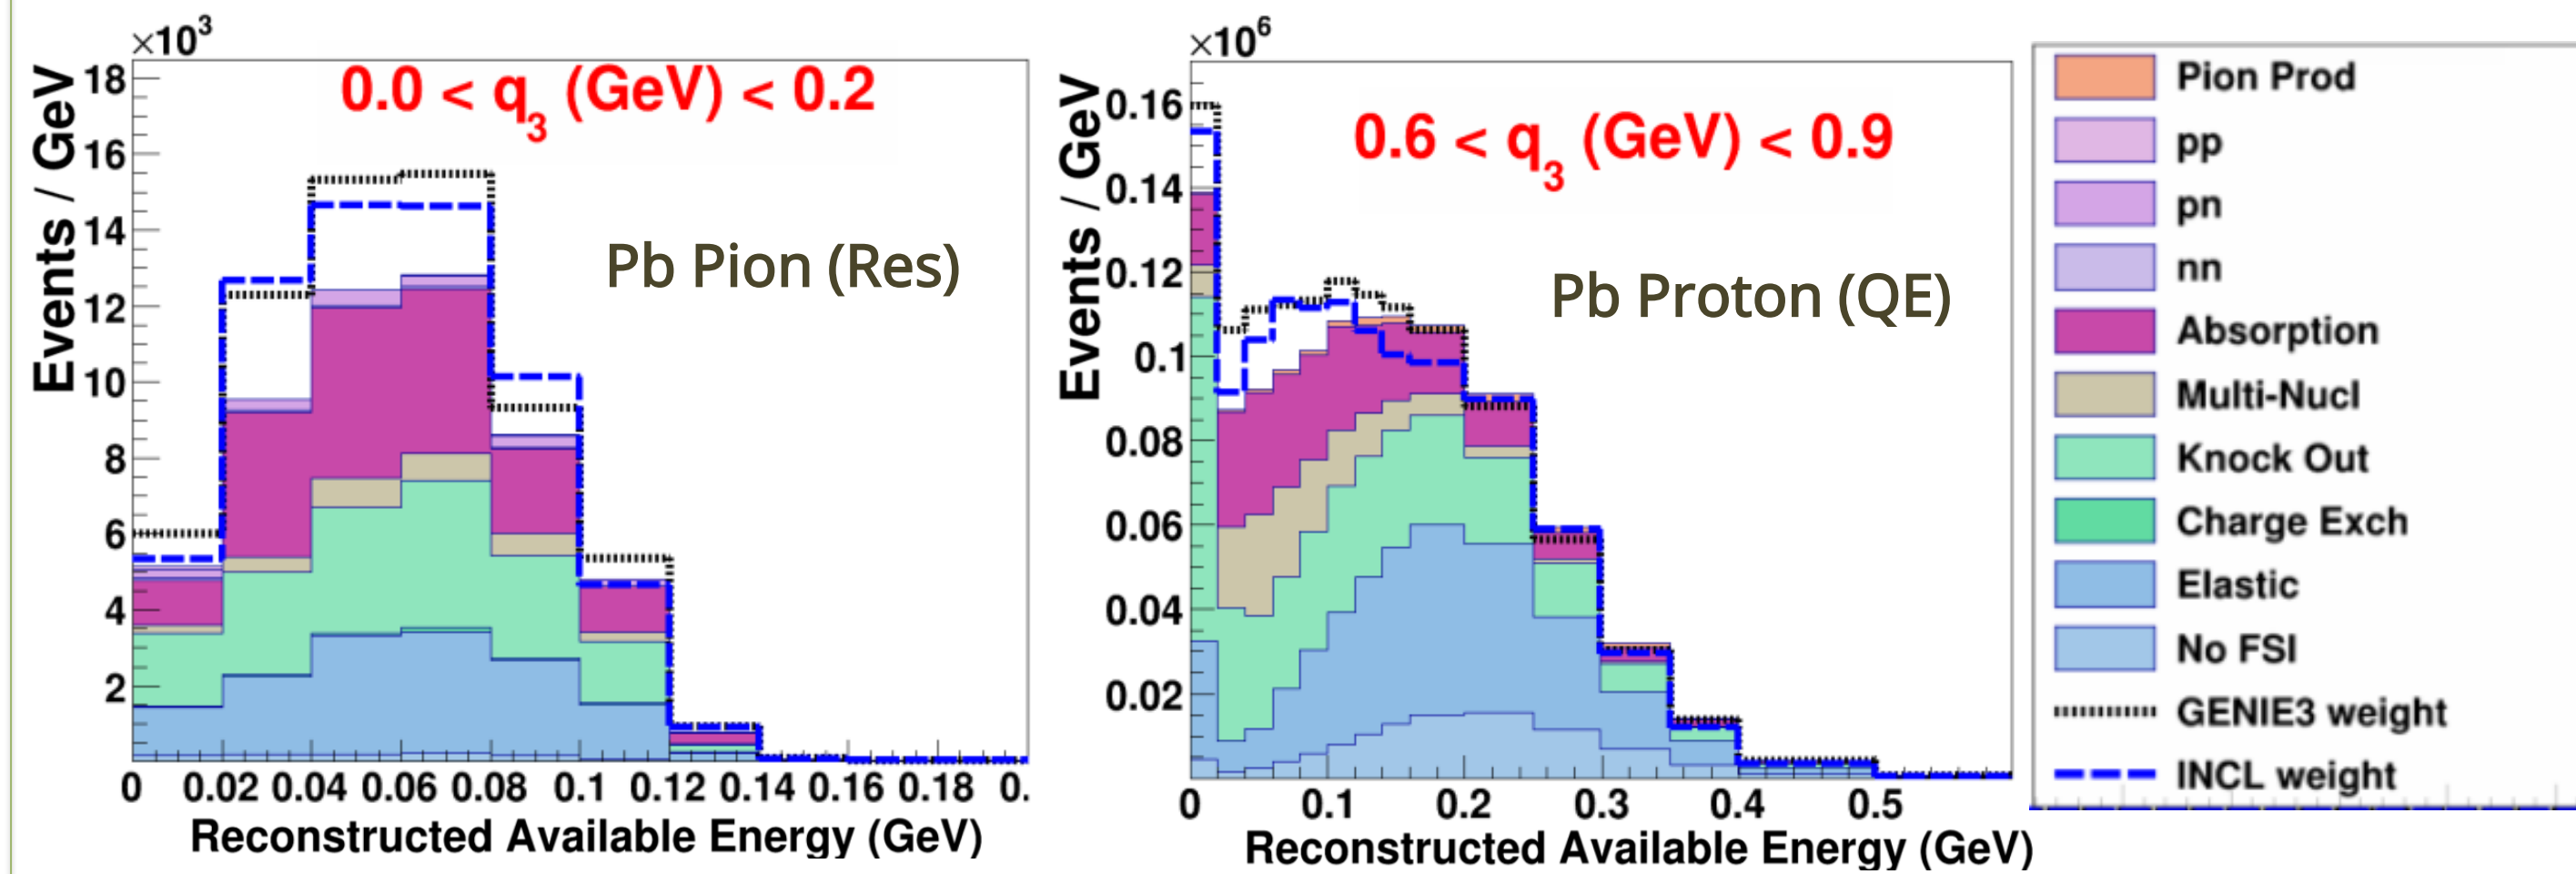 ×10³
0.0 < q₃ (GeV) < 0.2
Events / GeV
18
16
14
12
10
8
6
4
2
Pb Pion (Res)
0 0.02 0.04 0.06 0.08 0.1 0.12 0.14 0.16 0.18 0.
Reconstructed Available Energy (GeV)
×10⁶
0.6 < q₃ (GeV) < 0.9
Events / GeV
0.16
0.14
0.12
0.1
0.08
0.06
0.04
0.02
Pb Proton (QE)
0 0.1 0.2 0.3 0.4 0.5
Reconstructed Available Energy (GeV)
Pion Prod
pp
pn
nn
Absorption
Multi-Nucl
Knock Out
Charge Exch
Elastic
No FSI
GENIE3 weight
INCL weight